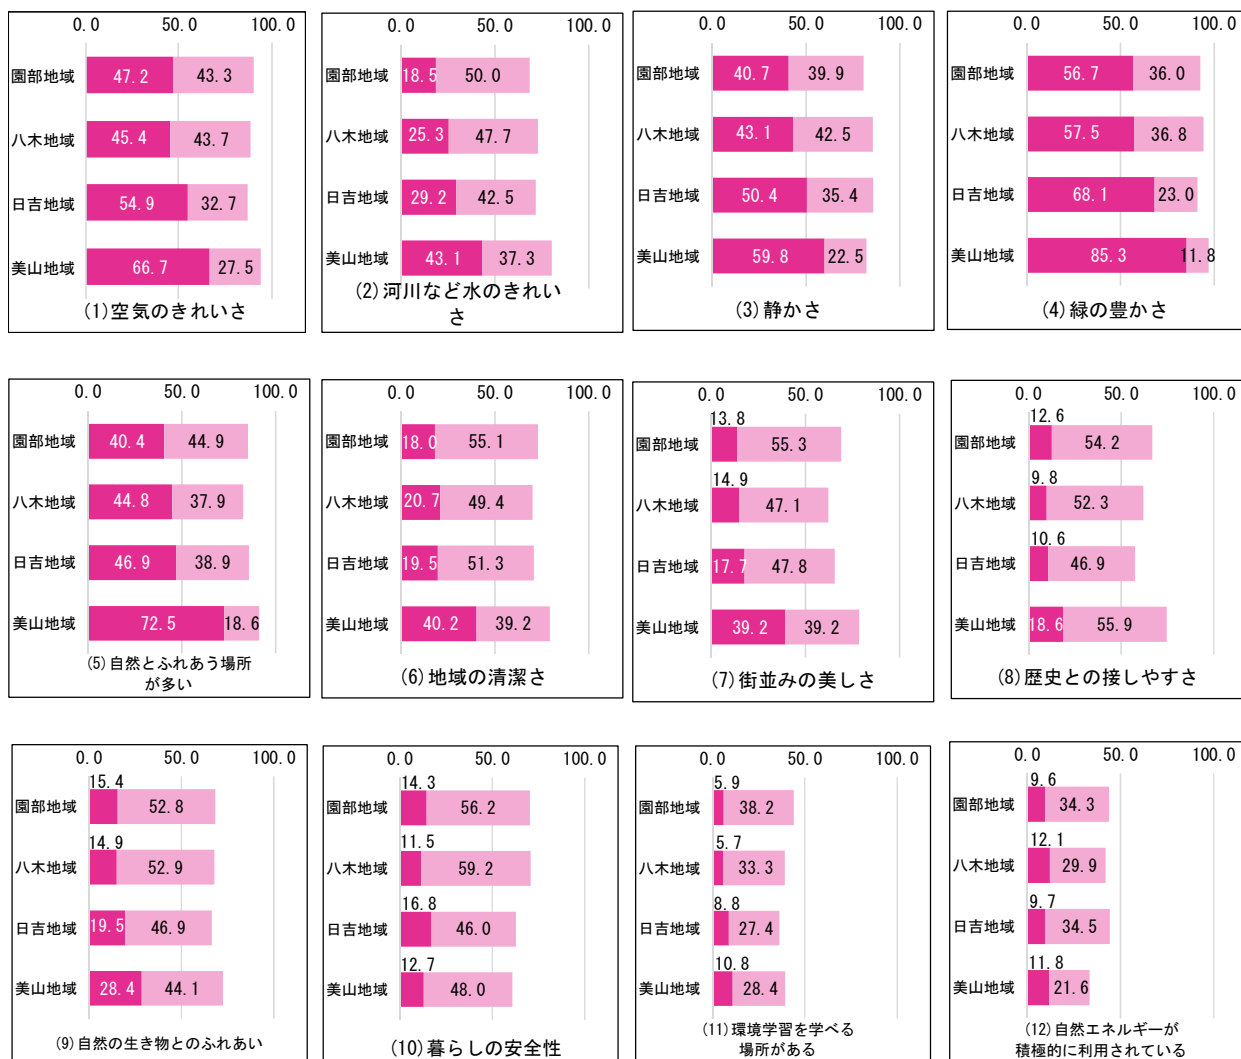 0.0 50.0 100.0
園部地域 47.2 43.3
八木地域 45.4 43.7
日吉地域 54.9 32.7
美山地域 66.7 27.5
(1)空気のきれいさ
0.0 50.0 100.0
園部地域 18.5 50.0
八木地域 25.3 47.7
日吉地域 29.2 42.5
美山地域 43.1 37.3
(2)河川など水のきれい
さ
0.0 50.0 100.0
園部地域 40.7 39.9
八木地域 43.1 42.5
日吉地域 50.4 35.4
美山地域 59.8 22.5
(3)静かさ
0.0 50.0 100.0
園部地域 56.7 36.0
八木地域 57.5 36.8
日吉地域 68.1 23.0
美山地域 85.3 11.8
(4)緑の豊かさ
0.0 50.0 100.0
園部地域 40.4 44.9
八木地域 44.8 37.9
日吉地域 46.9 38.9
美山地域 72.5 18.6
(5)自然とふれあう場所
が多い
0.0 50.0 100.0
園部地域 18.0 55.1
八木地域 20.7 49.4
日吉地域 19.5 51.3
美山地域 40.2 39.2
(6)地域の清潔さ
0.0 50.0 100.0
園部地域 13.8 55.3
八木地域 14.9 47.1
日吉地域 17.7 47.8
美山地域 39.2 39.2
(7)街並みの美しさ
0.0 50.0 100.0
園部地域 12.6 54.2
八木地域 9.8 52.3
日吉地域 10.6 46.9
美山地域 18.6 55.9
(8)歴史との接しやすさ
0.0 50.0 100.0
園部地域 15.4 52.8
八木地域 14.9 52.9
日吉地域 19.5 46.9
美山地域 28.4 44.1
(9)自然の生き物とのふれあい
0.0 50.0 100.0
園部地域 14.3 56.2
八木地域 11.5 59.2
日吉地域 16.8 46.0
美山地域 12.7 48.0
(10)暮らしの安全性
0.0 50.0 100.0
園部地域 5.9 38.2
八木地域 5.7 33.3
日吉地域 8.8 27.4
美山地域 10.8 28.4
(11)環境学習を学べる
場所がある
0.0 50.0 100.0
園部地域 9.6 34.3
八木地域 12.1 29.9
日吉地域 9.7 34.5
美山地域 11.8 21.6
(12)自然エネルギーが
積極的に利用されている